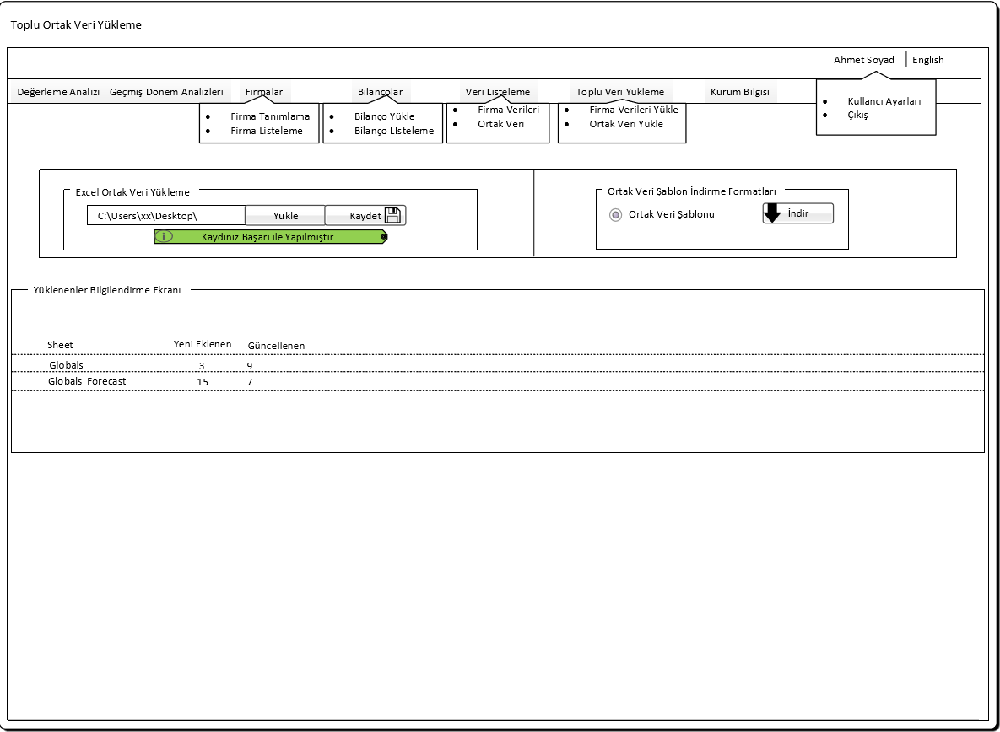 Toplu Ortak Veri Yükleme
Ahmet Soyad English
Değerleme Analizi Geçmiş Dönem Analizleri Firmalar Bilançolar Veri Listeleme Toplu Veri Yükleme Kurum Bilgisi
• Firma Tanımlama
• Firma Listeleme
• Bilanço Yükle
• Bilanço Lİsteleme
• Firma Verileri
• Ortak Veri
• Firma Verileri Yükle
• Ortak Veri Yükle
• Kullancı Ayarları
• Çıkış
Excel Ortak Veri Yükleme
C:\Users\xx\Desktop\ Yükle Kaydet
i Kaydınız Başarı ile Yapılmıştır
Ortak Veri Şablon İndirme Formatları
Ortak Veri Şablonu İndir
Yüklenenler Bilgilendirme Ekranı
Sheet Yeni Eklenen Güncellenen
Globals 3 9
Globals Forecast 15 7